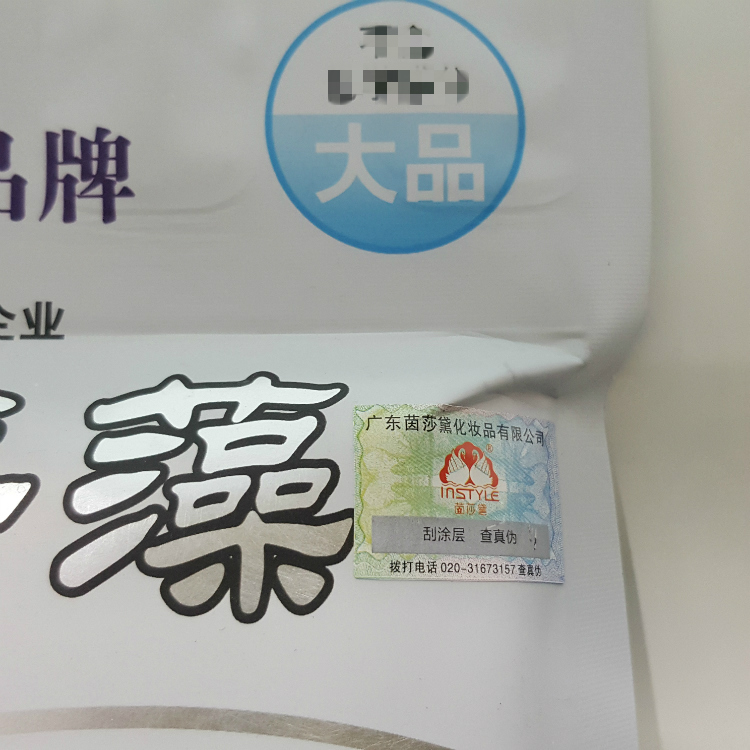 大品
品牌
企业
藻
广东茵莎黛化妆品有限公司
INSTYLE
茵莎黛
刮涂层 查真伪
拨打电话 020-31673157 查真伪